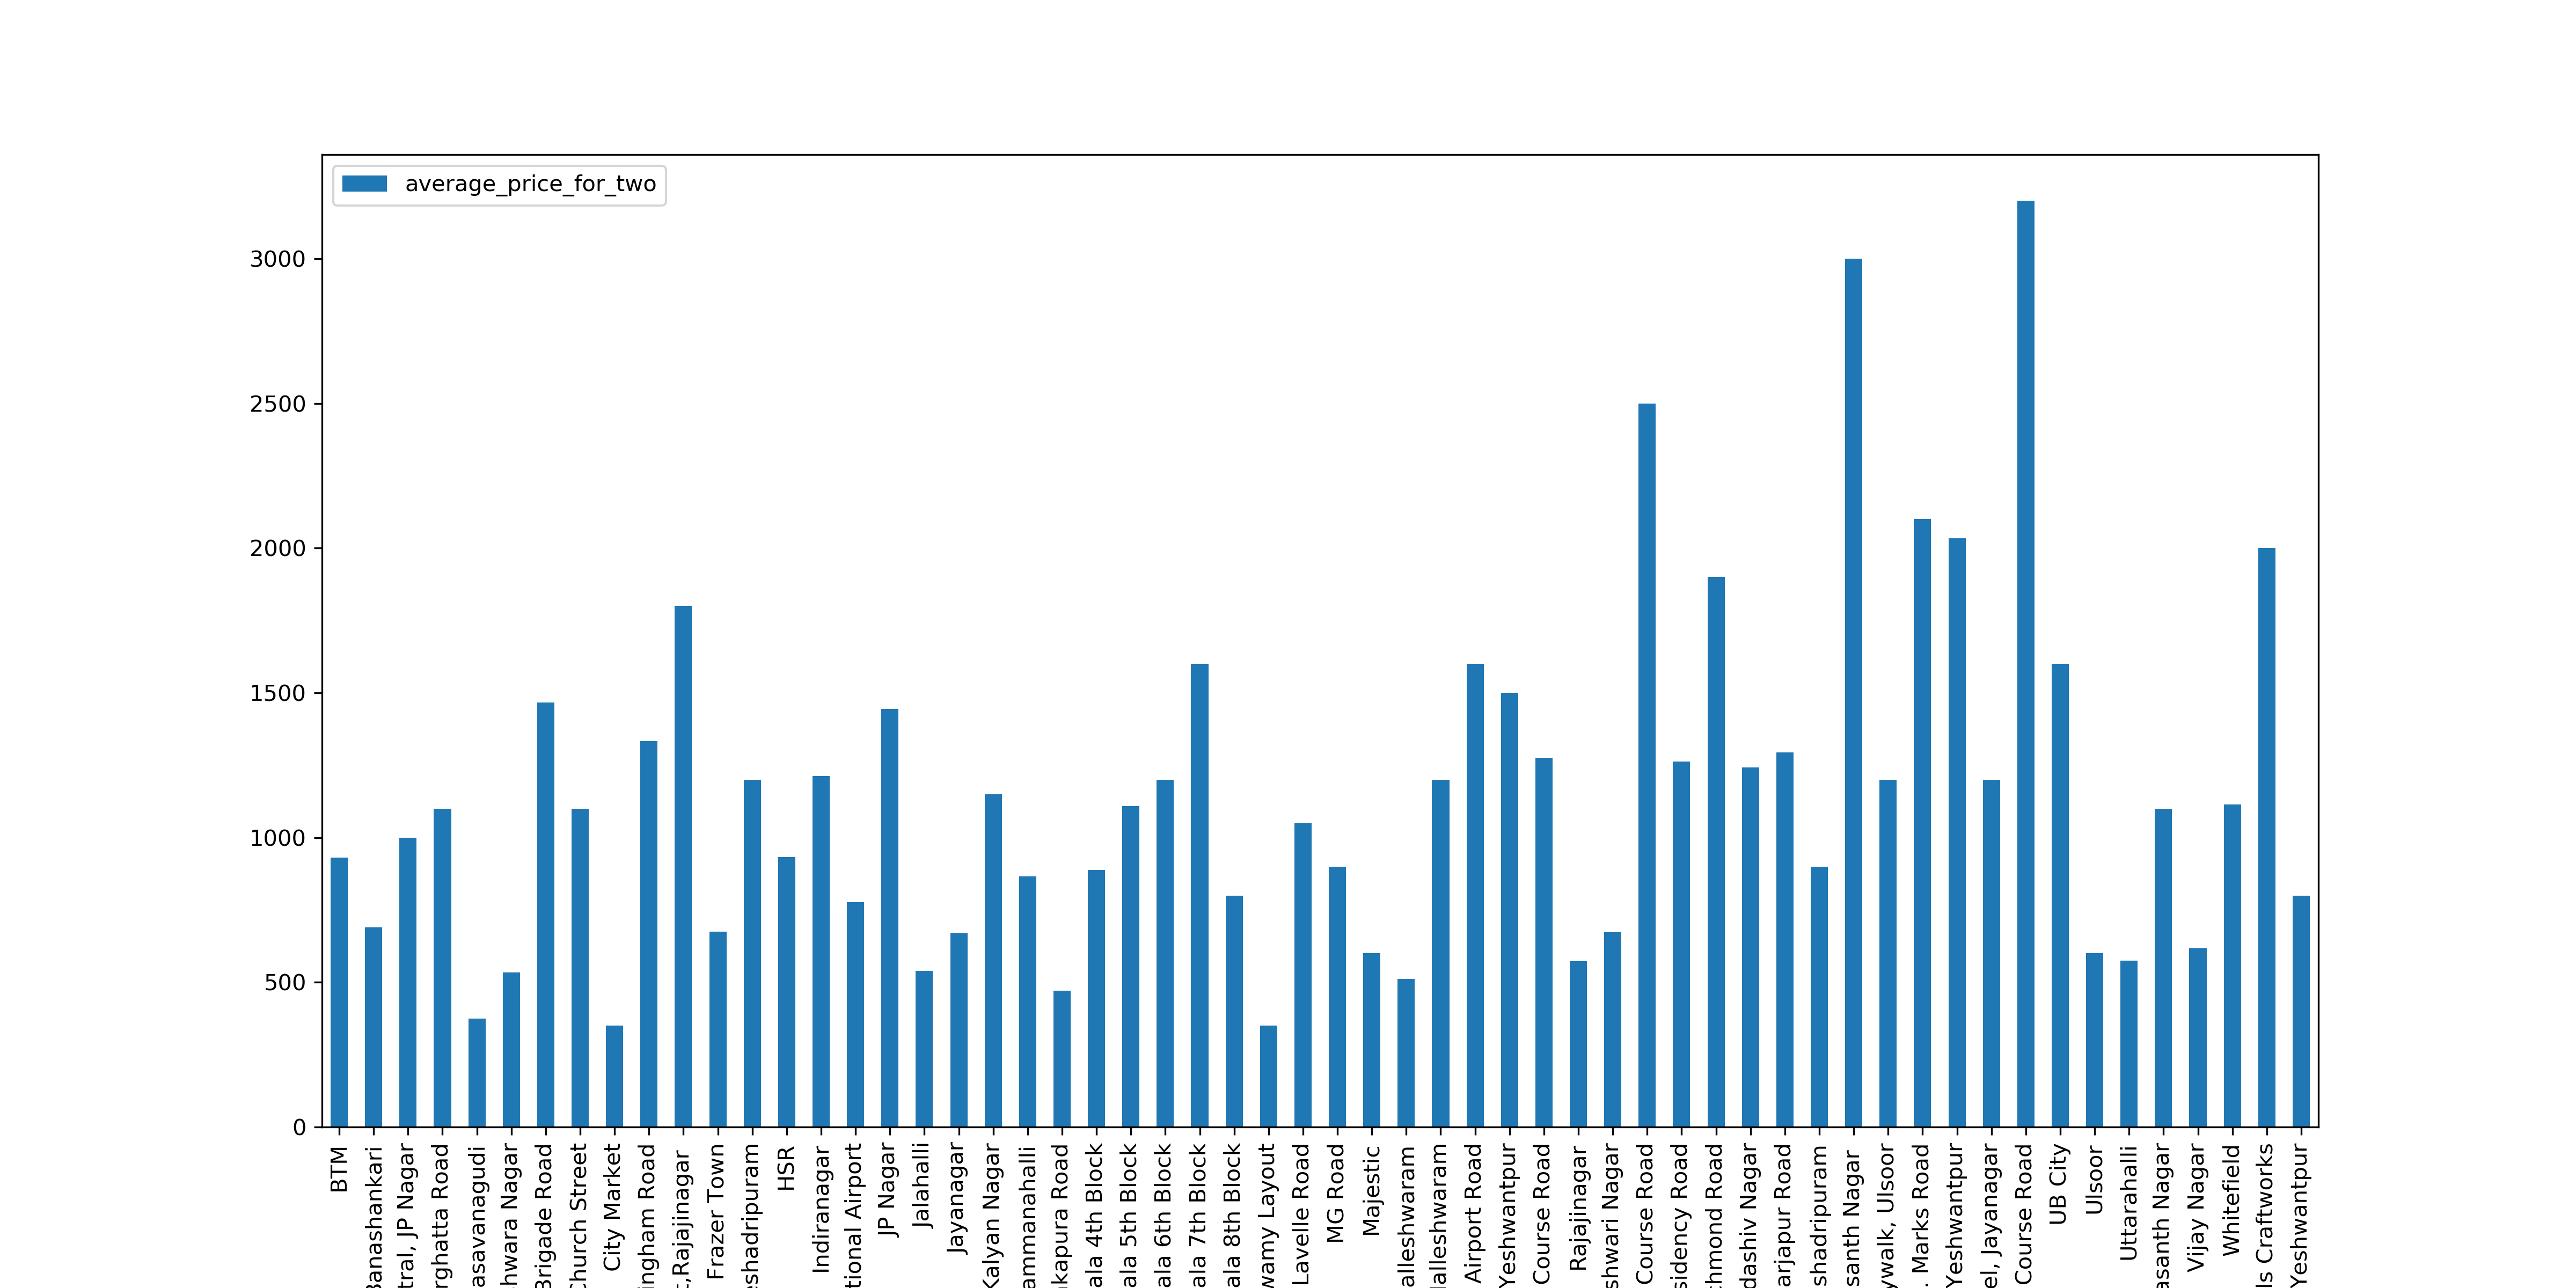 average_price_for_two
3000
2500
2000
1500
1000
500
0
BTM
Banashankari
tral, JP Nagar
rghatta Road
asavanagudi
hwara Nagar
Brigade Road
Church Street
City Market
ingham Road
,Rajajinagar
Frazer Town
eshadripuram
HSR
Indiranagar
tional Airport
JP Nagar
Jalahalli
Jayanagar
Kalyan Nagar
ammanahalli
akapura Road
ala 4th Block
ala 5th Block
ala 6th Block
ala 7th Block
ala 8th Block
wamy Layout
Lavelle Road
MG Road
Majestic
alleshwaram
Malleshwaram
Airport Road
Yeshwantpur
Course Road
Rajajinagar
shwari Nagar
Course Road
sidency Road
chmond Road
dashiv Nagar
arjapur Road
shadripuram
santh Nagar
ywalk, Ulsoor
. Marks Road
Yeshwantpur
el, Jayanagar
Course Road
UB City
Ulsoor
Uttarahalli
asanth Nagar
Vijay Nagar
Whitefield
ls Craftworks
Yeshwantpur